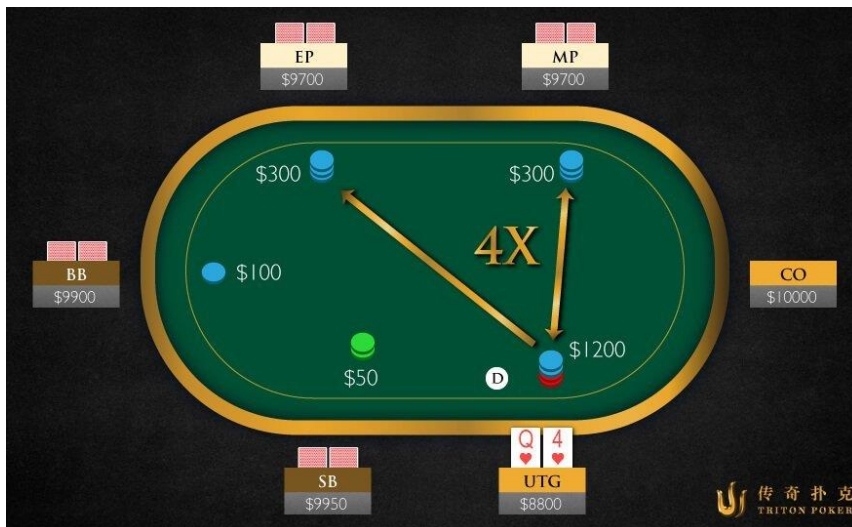 EP
$9700
MP
$9700
$300
$300
4X
BB
$9900
$100
CO
$10000
$1200
$50
D
Q 4
SB
$9950
UTG
$8800
传奇扑克
TRITON POKER